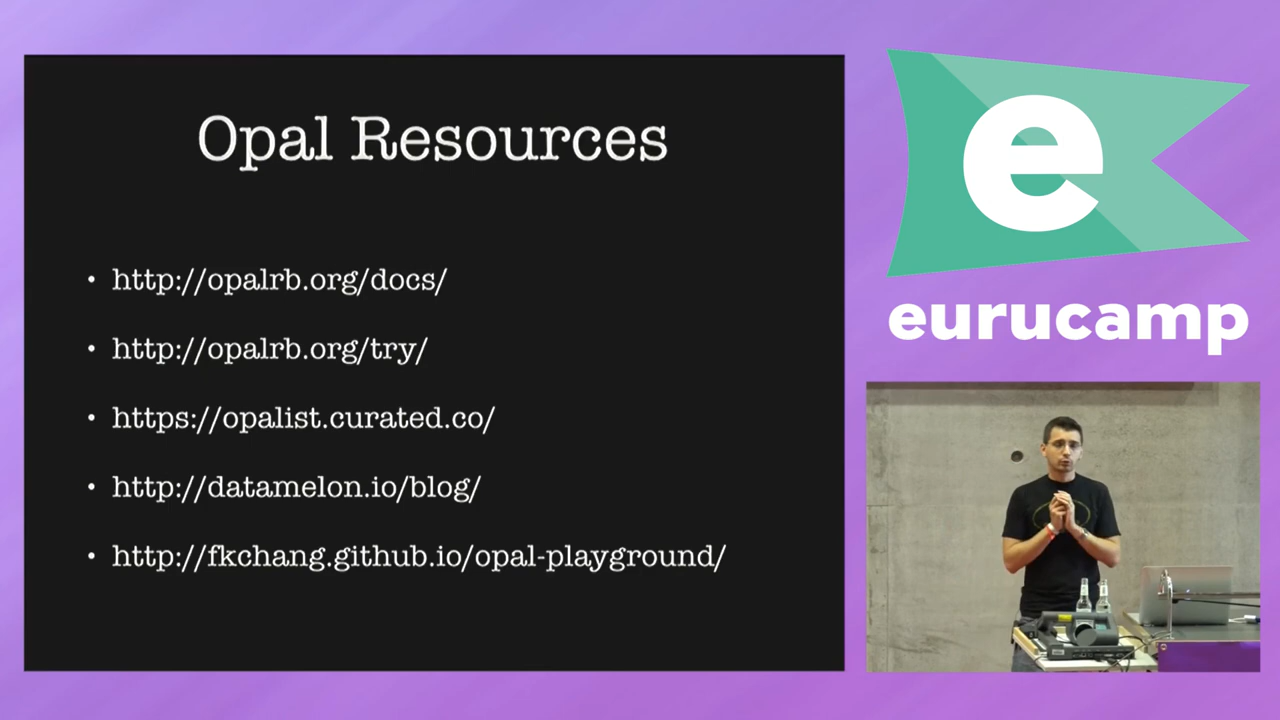 Opal Resources
• http://opalrb.org/docs/
• http://opalrb.org/try/
• https://opalist.curated.co/
• http://datamelon.io/blog/
• http://fkchang.github.io/opal-playground/
e
eurucamp